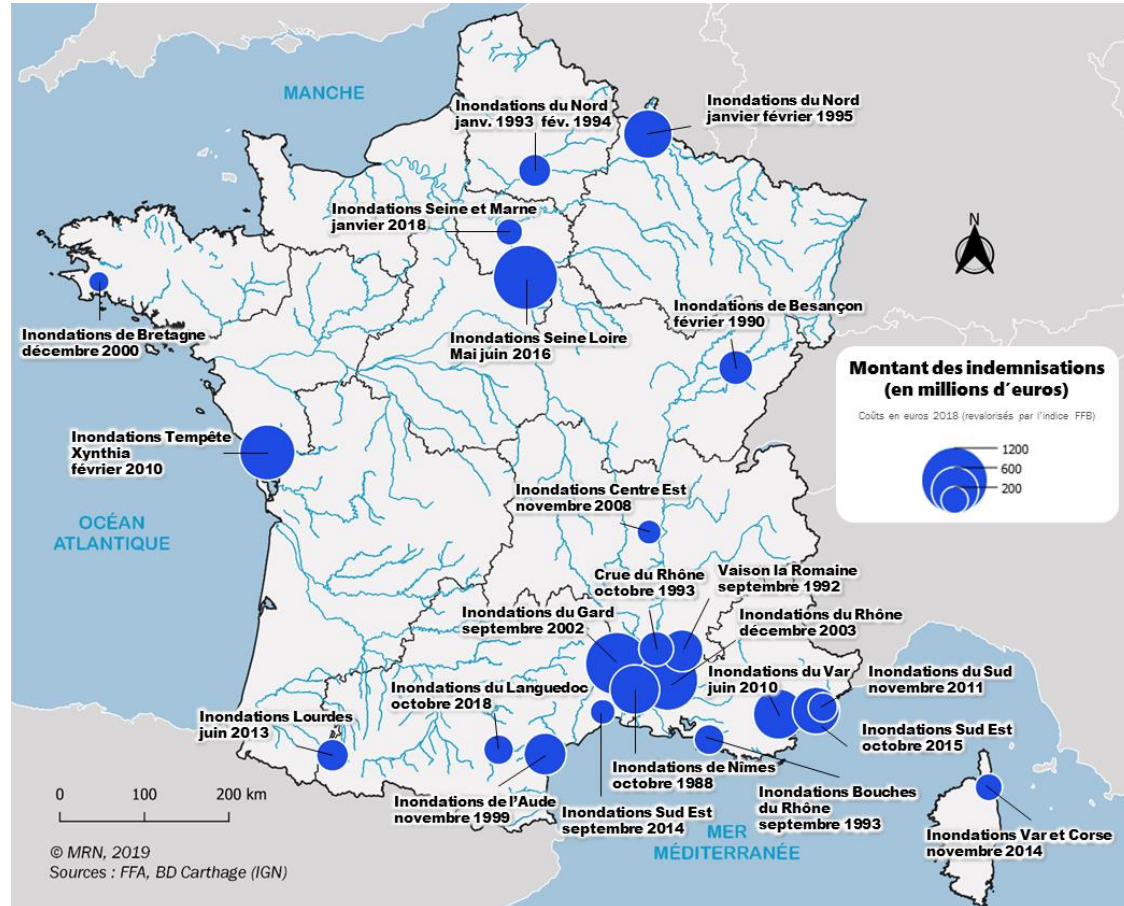 MANCHE
Inondations du Nord
janv. 1993 fév. 1994
Inondations du Nord
janvier février 1995
Inondations Seine et Marne
janvier 2018
N
Inondations de Bretagne
décembre 2000
Inondations Seine Loire
Mai juin 2016
Inondations de Besançon
février 1990
Montant des indemnisations
(en millions d'euros)
Coûts en euros 2018 (revalorisés par l'indice FFB)
1200
600
200
Inondations Tempête
Xynthia
février 2010
OCÉAN
ATLANTIQUE
Inondations Centre Est
novembre 2008
Crue du Rhône
octobre 1993
Vaison la Romaine
septembre 1992
Inondations du Gard
septembre 2002
Inondations du Rhône
décembre 2003
Inondations du Var
juin 2010
Inondations du Sud
novembre 2011
Inondations du Languedoc
octobre 2018
Inondations Lourdes
juin 2013
Inondations Sud Est
octobre 2015
Inondations de Nîmes
octobre 1988
Inondations de l'Aude
novembre 1999
Inondations Sud Est
septembre 2014
Inondations Bouches
du Rhône
septembre 1993
MER
MÉDITERRANÉE
Inondations Var et Corse
novembre 2014
0 100 200 km
© MRN, 2019
Sources : FFA, BD Carthage (IGN)